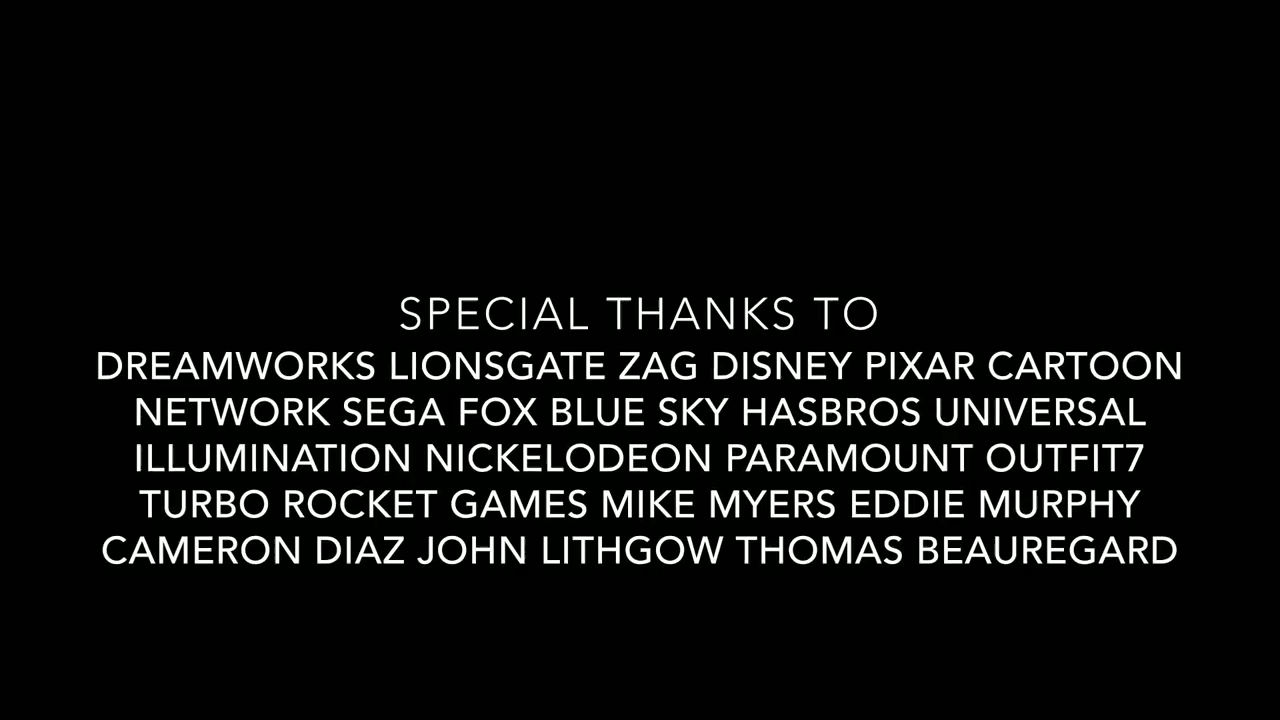 SPECIAL THANKS TO
DREAMWORKS LIONSGATE ZAG DISNEY PIXAR CARTOON
NETWORK SEGA FOX BLUE SKY HASBROS UNIVERSAL
ILLUMINATION NICKELODEON PARAMOUNT OUTFIT7
TURBO ROCKET GAMES MIKE MYERS EDDIE MURPHY
CAMERON DIAZ JOHN LITHGOW THOMAS BEAUREGARD